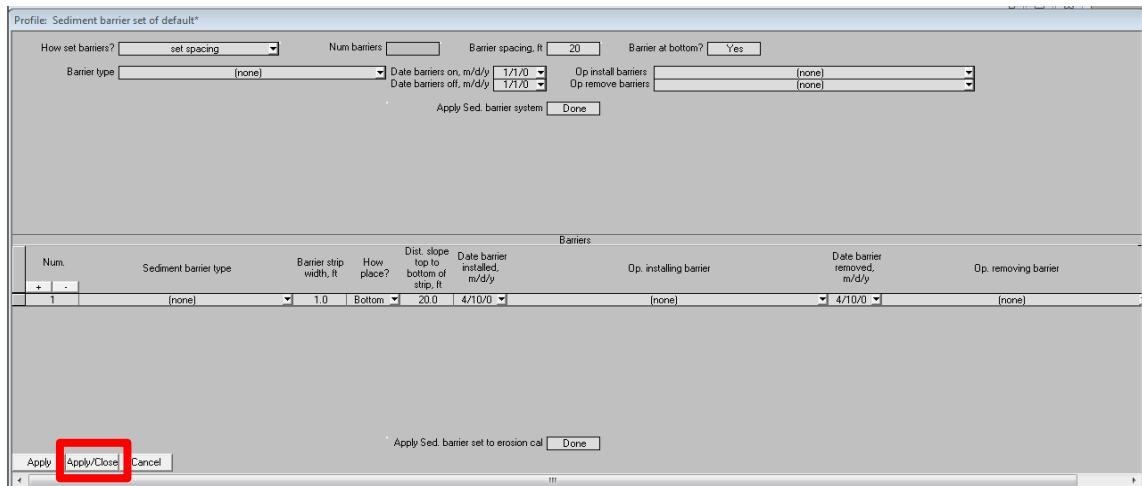 Profile: Sediment barrier set of default*
How set barriers? set spacing Num barriers Barrier spacing, ft 20 Barrier at bottom? Yes
Barrier type (none) Date barriers on, m/d/y 1/1/0 Op install barriers (none)
Date barriers off, m/d/y 1/1/0 Op remove barriers (none)
Apply Sed. barrier system Done
Barriers
Num. + -
Sediment barrier type
Barrier strip width, ft
How place?
Dist. slope top to bottom of strip, ft
Date barrier installed, m/d/y
Op. installing barrier
Date barrier removed, m/d/y
Op. removing barrier
1 (none) 1.0 Bottom 20.0 4/10/0 (none) 4/10/0 (none)
Apply Sed. barrier set to erosion cal Done
Apply Apply/Close Cancel